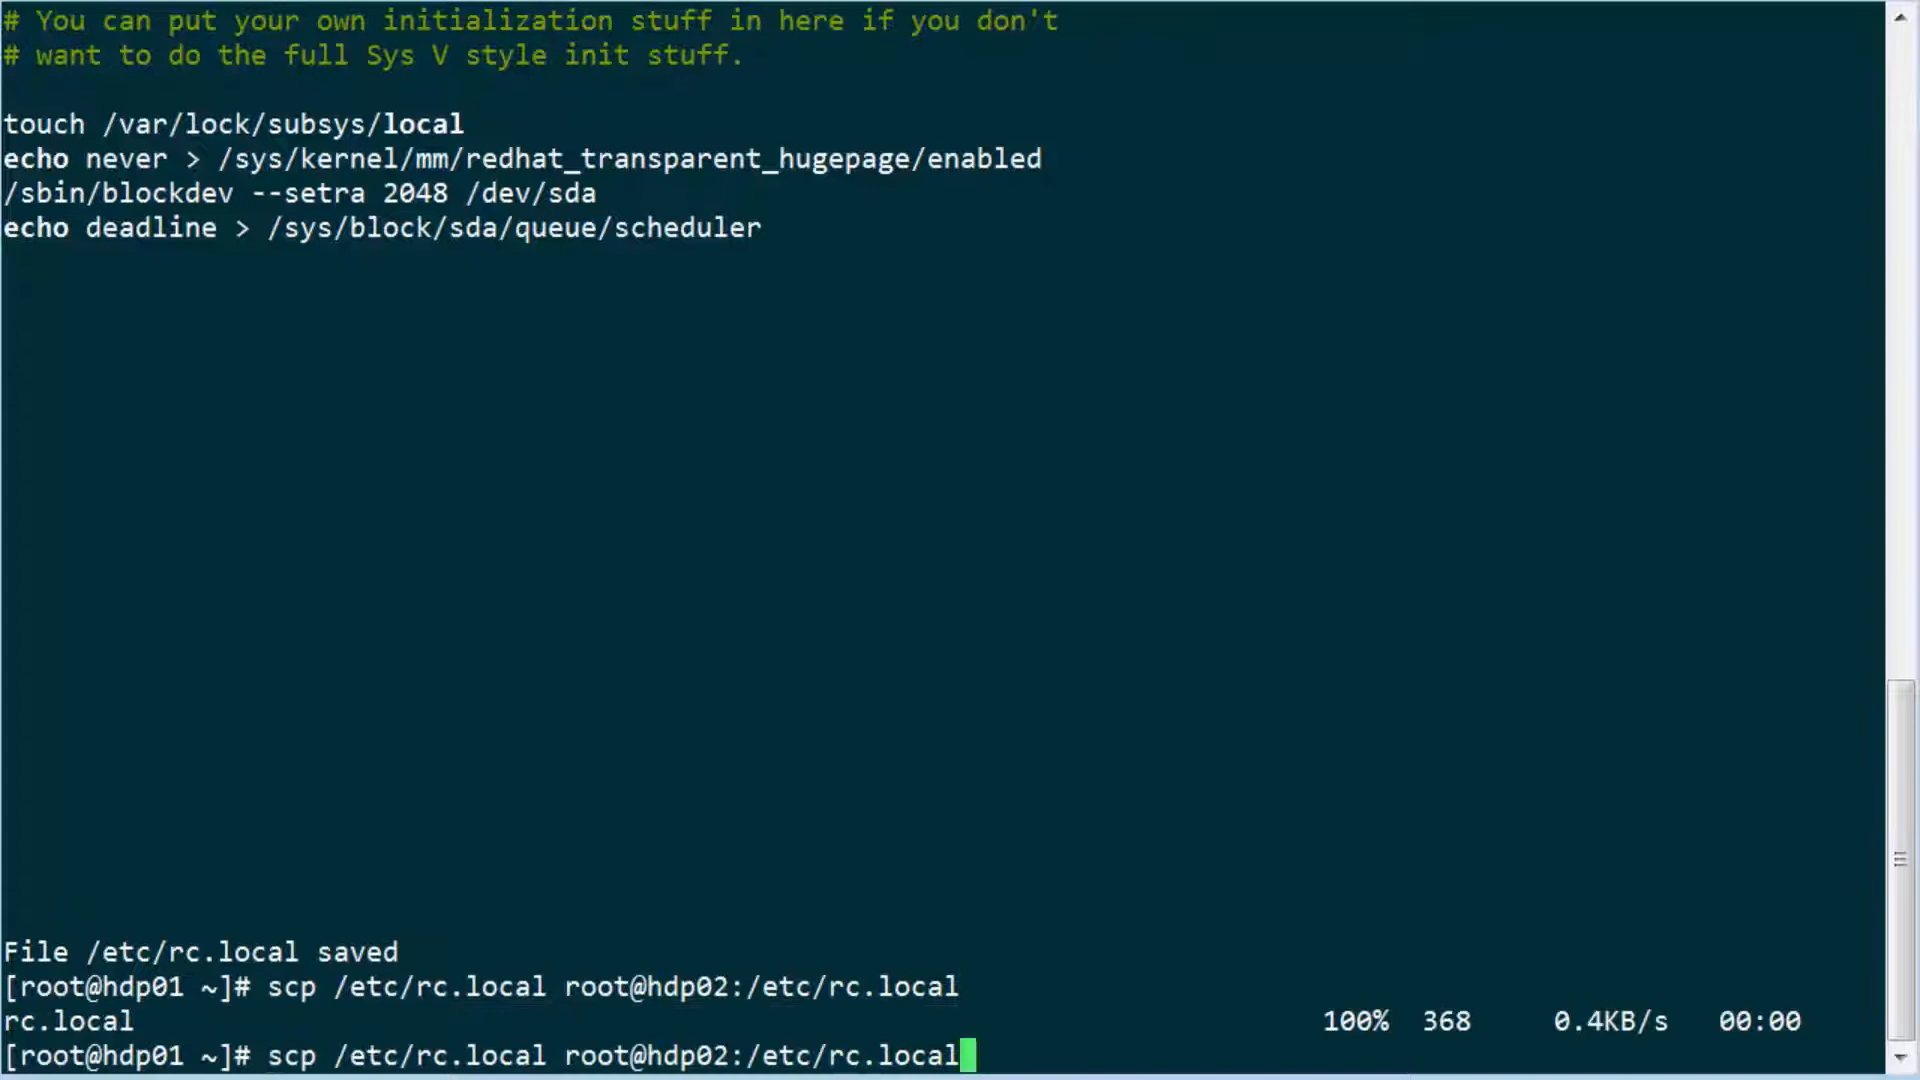 # You can put your own initialization stuff in here if you don't
# want to do the full Sys V style init stuff.
touch /var/lock/subsys/local
echo never > /sys/kernel/mm/redhat_transparent_hugepage/enabled
/sbin/blockdev --setra 2048 /dev/sda
echo deadline > /sys/block/sda/queue/scheduler
File /etc/rc.local saved
[root@hdp01 ~]# scp /etc/rc.local root@hdp02:/etc/rc.local
rc.local 100% 368 0.4KB/s 00:00
[root@hdp01 ~]# scp /etc/rc.local root@hdp02:/etc/rc.local